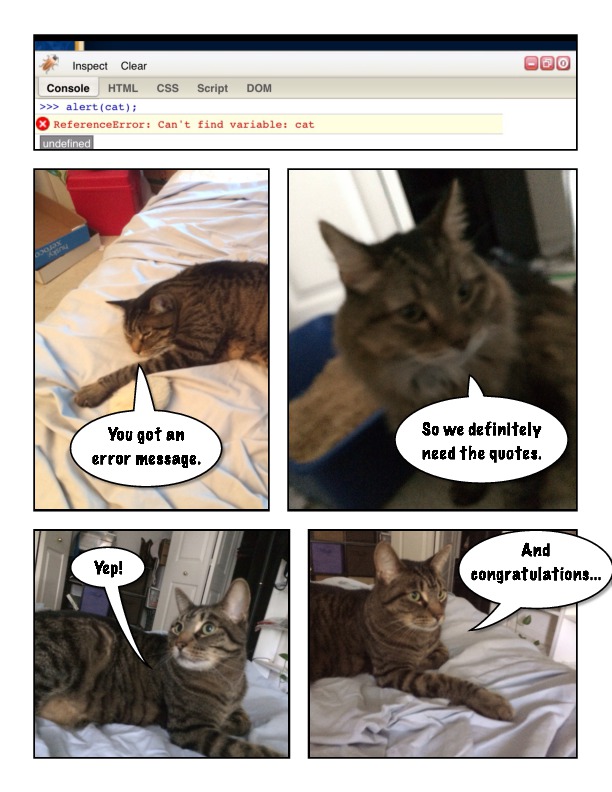 Inspect Clear
Console HTML CSS Script DOM
>>> alert(cat);
ReferenceError: Can't find variable: cat
undefined
You got an
error message.
So we definitely
need the quotes.
Yep!
And
congratulations...